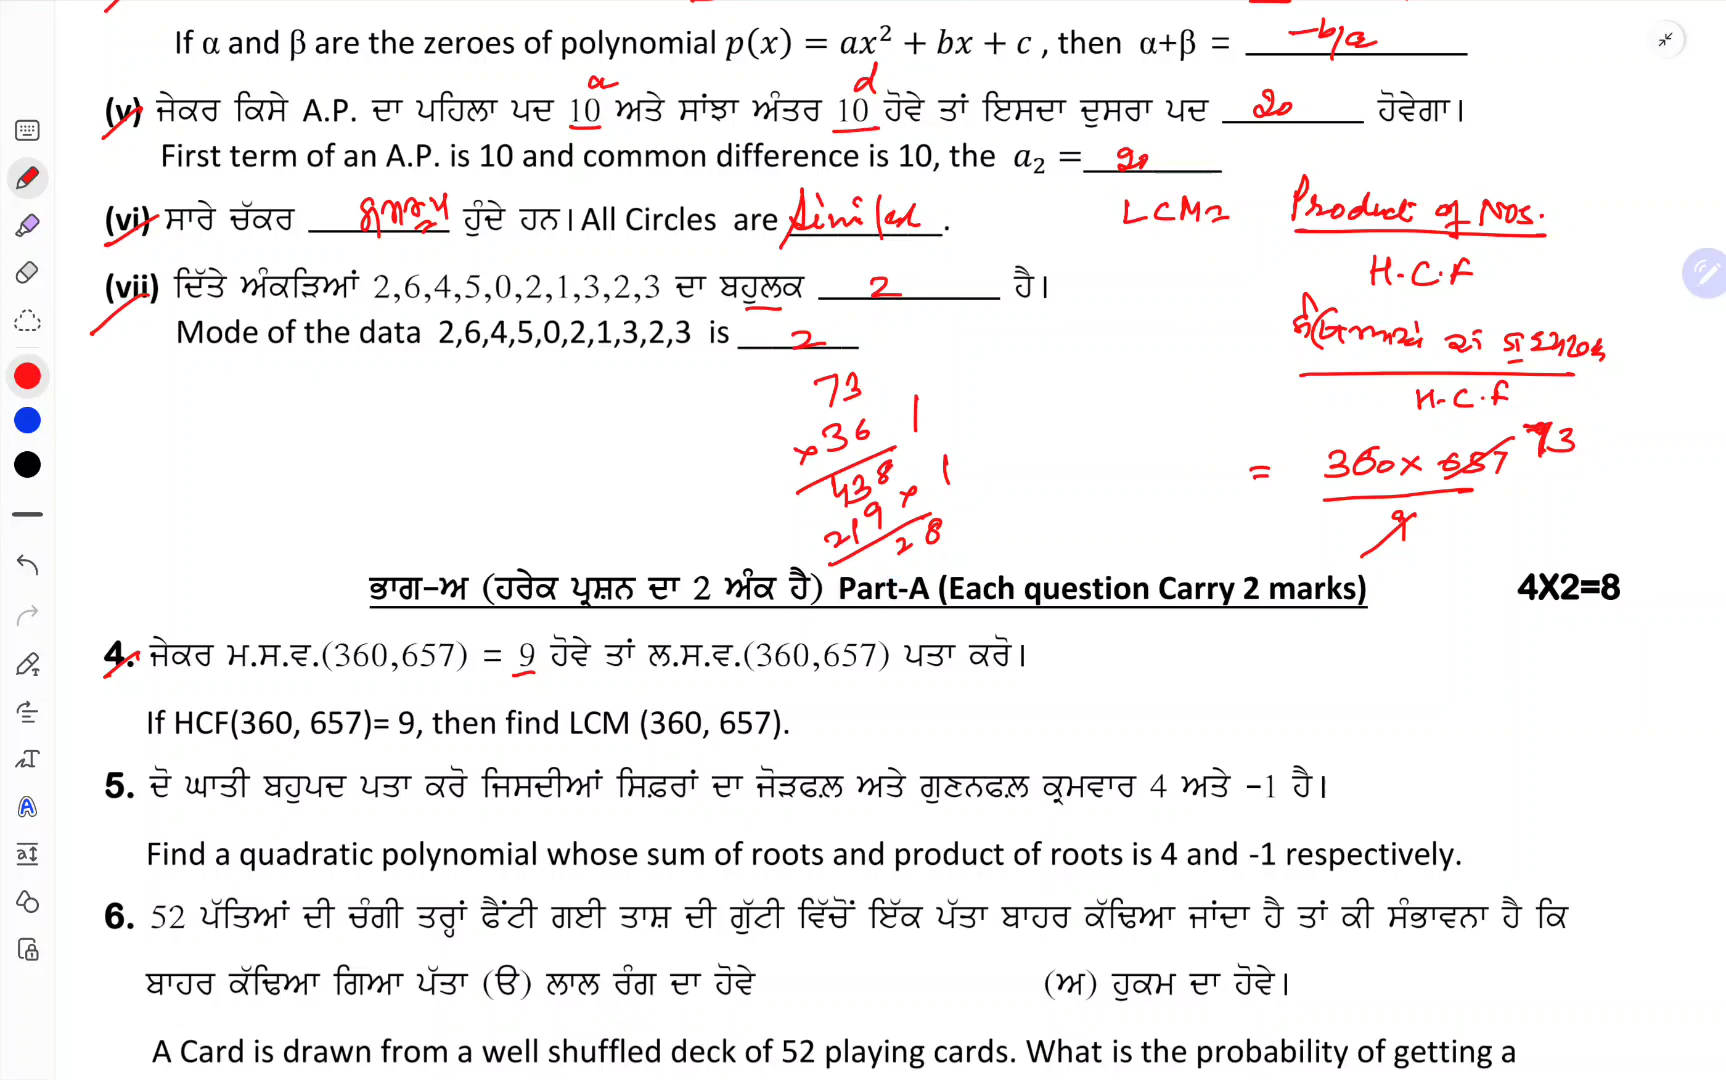 If α and β are the zeroes of polynomial p(x) = ax² + bx + c , then α+β = -b/a
a d
(v) ਜੇਕਰ ਕਿਸੇ A.P. ਦਾ ਪਹਿਲਾ ਪਦ 10 ਅਤੇ ਸਾਂਝਾ ਅੰਤਰ 10 ਹੋਵੇ ਤਾਂ ਇਸਦਾ ਦੁਸਰਾ ਪਦ 20 ਹੋਵੇਗਾ।
First term of an A.P. is 10 and common difference is 10, the a₂ = 20
(vi) ਸਾਰੇ ਚੱਕਰ ਸਮਰੂਪ ਹੁੰਦੇ ਹਨ। All Circles are Similar.
LCM = Product of Nos.
H.C.F
(vii) ਦਿੱਤੇ ਅੰਕੜਿਆਂ 2,6,4,5,0,2,1,3,2,3 ਦਾ ਬਹੁਲਕ 2 ਹੈ।
Mode of the data 2,6,4,5,0,2,1,3,2,3 is 2
ਦਾ
H.C.F
73
×36 1
438 × 1
219
28
= 360 × 657 73
9
ਭਾਗ-ਅ (ਹਰੇਕ ਪ੍ਰਸ਼ਨ ਦਾ 2 ਅੰਕ ਹੈ) Part-A (Each question Carry 2 marks) 4X2=8
4. ਜੇਕਰ ਮ.ਸ.ਵ.(360,657) = 9 ਹੋਵੇ ਤਾਂ ਲ.ਸ.ਵ.(360,657) ਪਤਾ ਕਰੋ।
If HCF(360, 657)= 9, then find LCM (360, 657).
5. ਦੋ ਘਾਤੀ ਬਹੁਪਦ ਪਤਾ ਕਰੋ ਜਿਸਦੀਆਂ ਸਿਫ਼ਰਾਂ ਦਾ ਜੋੜਫਲ਼ ਅਤੇ ਗੁਣਨਫਲ਼ ਕ੍ਰਮਵਾਰ 4 ਅਤੇ -1 ਹੈ।
Find a quadratic polynomial whose sum of roots and product of roots is 4 and -1 respectively.
6. 52 ਪੱਤਿਆਂ ਦੀ ਚੰਗੀ ਤਰ੍ਹਾਂ ਫੈਂਟੀ ਗਈ ਤਾਸ਼ ਦੀ ਗੁੱਟੀ ਵਿੱਚੋਂ ਇੱਕ ਪੱਤਾ ਬਾਹਰ ਕੱਢਿਆ ਜਾਂਦਾ ਹੈ ਤਾਂ ਕੀ ਸੰਭਾਵਨਾ ਹੈ ਕਿ
ਬਾਹਰ ਕੱਢਿਆ ਗਿਆ ਪੱਤਾ (ੳ) ਲਾਲ ਰੰਗ ਦਾ ਹੋਵੇ (ਅ) ਹੁਕਮ ਦਾ ਹੋਵੇ।
A Card is drawn from a well shuffled deck of 52 playing cards. What is the probability of getting a